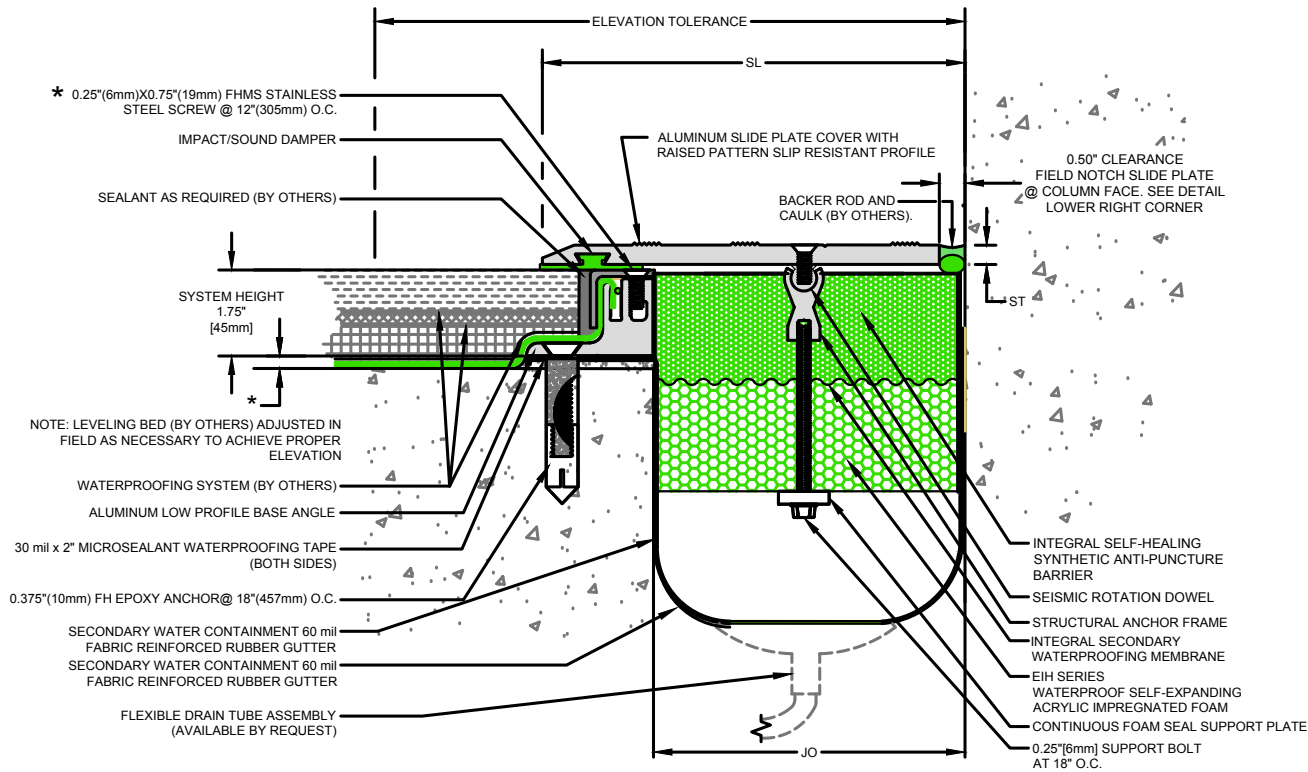 ELEVATION TOLERANCE
SL
* 0.25"(6mm)X0.75"(19mm) FHMS STAINLESS
STEEL SCREW @ 12"(305mm) O.C.
IMPACT/SOUND DAMPER
SEALANT AS REQUIRED (BY OTHERS)
ALUMINUM SLIDE PLATE COVER WITH
RAISED PATTERN SLIP RESISTANT PROFILE
BACKER ROD AND
CAULK (BY OTHERS).
0.50" CLEARANCE
FIELD NOTCH SLIDE PLATE
@ COLUMN FACE. SEE DETAIL
LOWER RIGHT CORNER
ST
SYSTEM HEIGHT
1.75"
[45mm]
*
NOTE: LEVELING BED (BY OTHERS) ADJUSTED IN
FIELD AS NECESSARY TO ACHIEVE PROPER
ELEVATION
WATERPROOFING SYSTEM (BY OTHERS)
ALUMINUM LOW PROFILE BASE ANGLE
30 mil x 2" MICROSEALANT WATERPROOFING TAPE
(BOTH SIDES)
0.375"(10mm) FH EPOXY ANCHOR@ 18"(457mm) O.C.
SECONDARY WATER CONTAINMENT 60 mil
FABRIC REINFORCED RUBBER GUTTER
SECONDARY WATER CONTAINMENT 60 mil
FABRIC REINFORCED RUBBER GUTTER
FLEXIBLE DRAIN TUBE ASSEMBLY
(AVAILABLE BY REQUEST)
INTEGRAL SELF-HEALING
SYNTHETIC ANTI-PUNCTURE
BARRIER
SEISMIC ROTATION DOWEL
STRUCTURAL ANCHOR FRAME
INTEGRAL SECONDARY
WATERPROOFING MEMBRANE
EIH SERIES
WATERPROOF SELF-EXPANDING
ACRYLIC IMPREGNATED FOAM
CONTINUOUS FOAM SEAL SUPPORT PLATE
0.25"[6mm] SUPPORT BOLT
AT 18" O.C.
JO